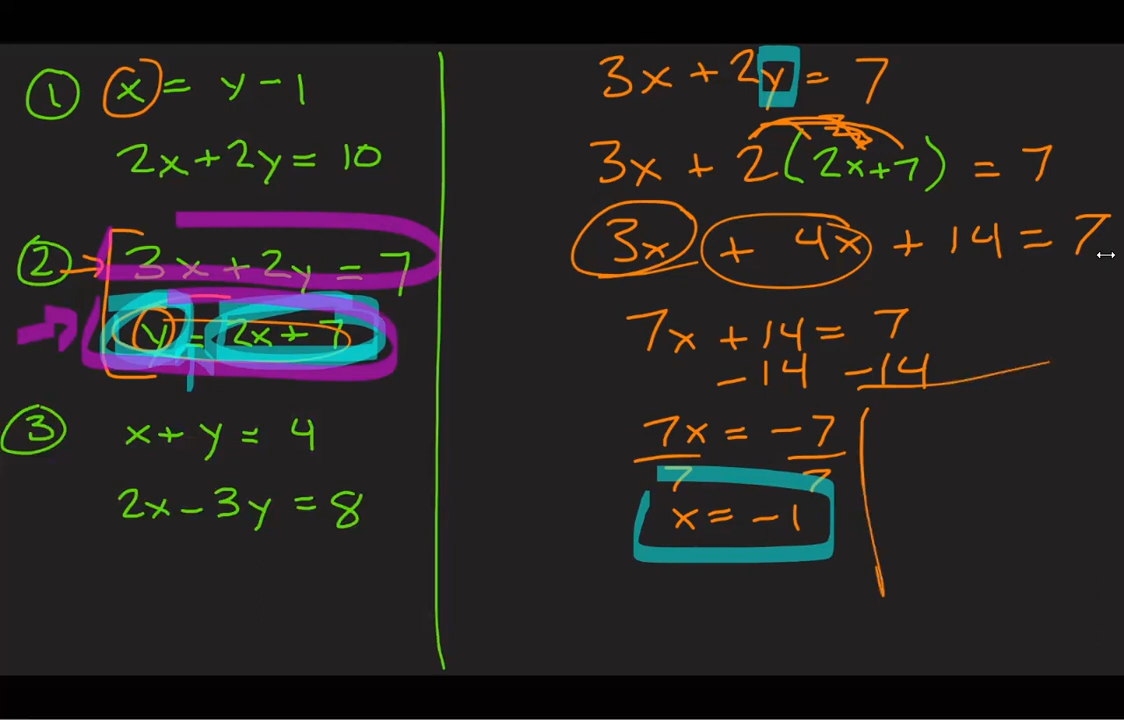 ① x = y - 1
2x + 2y = 10
② 3x + 2y = 7
y = 2x + 7
③ x + y = 4
2x - 3y = 8
3x + 2y = 7
3x + 2(2x + 7) = 7
3x + 4x + 14 = 7
7x + 14 = 7
- 14 - 14
7x = -7
7 7
x = -1